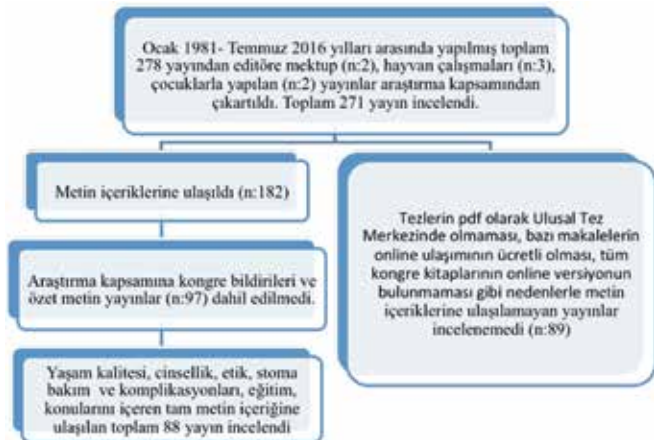 Ocak 1981- Temmuz 2016 yılları arasında yapılmış toplam
278 yayından editöre mektup (n:2), hayvan çalışmaları (n:3),
çocuklarla yapılan (n:2) yayınlar araştırma kapsamından
çıkartıldı. Toplam 271 yayın incelendi.
Metin içeriklerine ulaşıldı (n:182)
Araştırma kapsamına kongre bildirileri ve
özet metin yayınlar (n:97) dahil edilmedi.
Yaşam kalitesi, cinsellik, etik, stoma
bakım ve komplikasyonları, eğitim,
konularını içeren tam metin içeriğine
ulaşılan toplam 88 yayın incelendi
Tezlerin pdf olarak Ulusal Tez
Merkezinde olmaması, bazı makalelerin
online ulaşımının ücretli olması, tüm
kongre kitaplarının online versiyonun
bulunmaması gibi nedenlerle metin
içeriklerine ulaşılamayan yayınlar
incelenemedi (n:89)